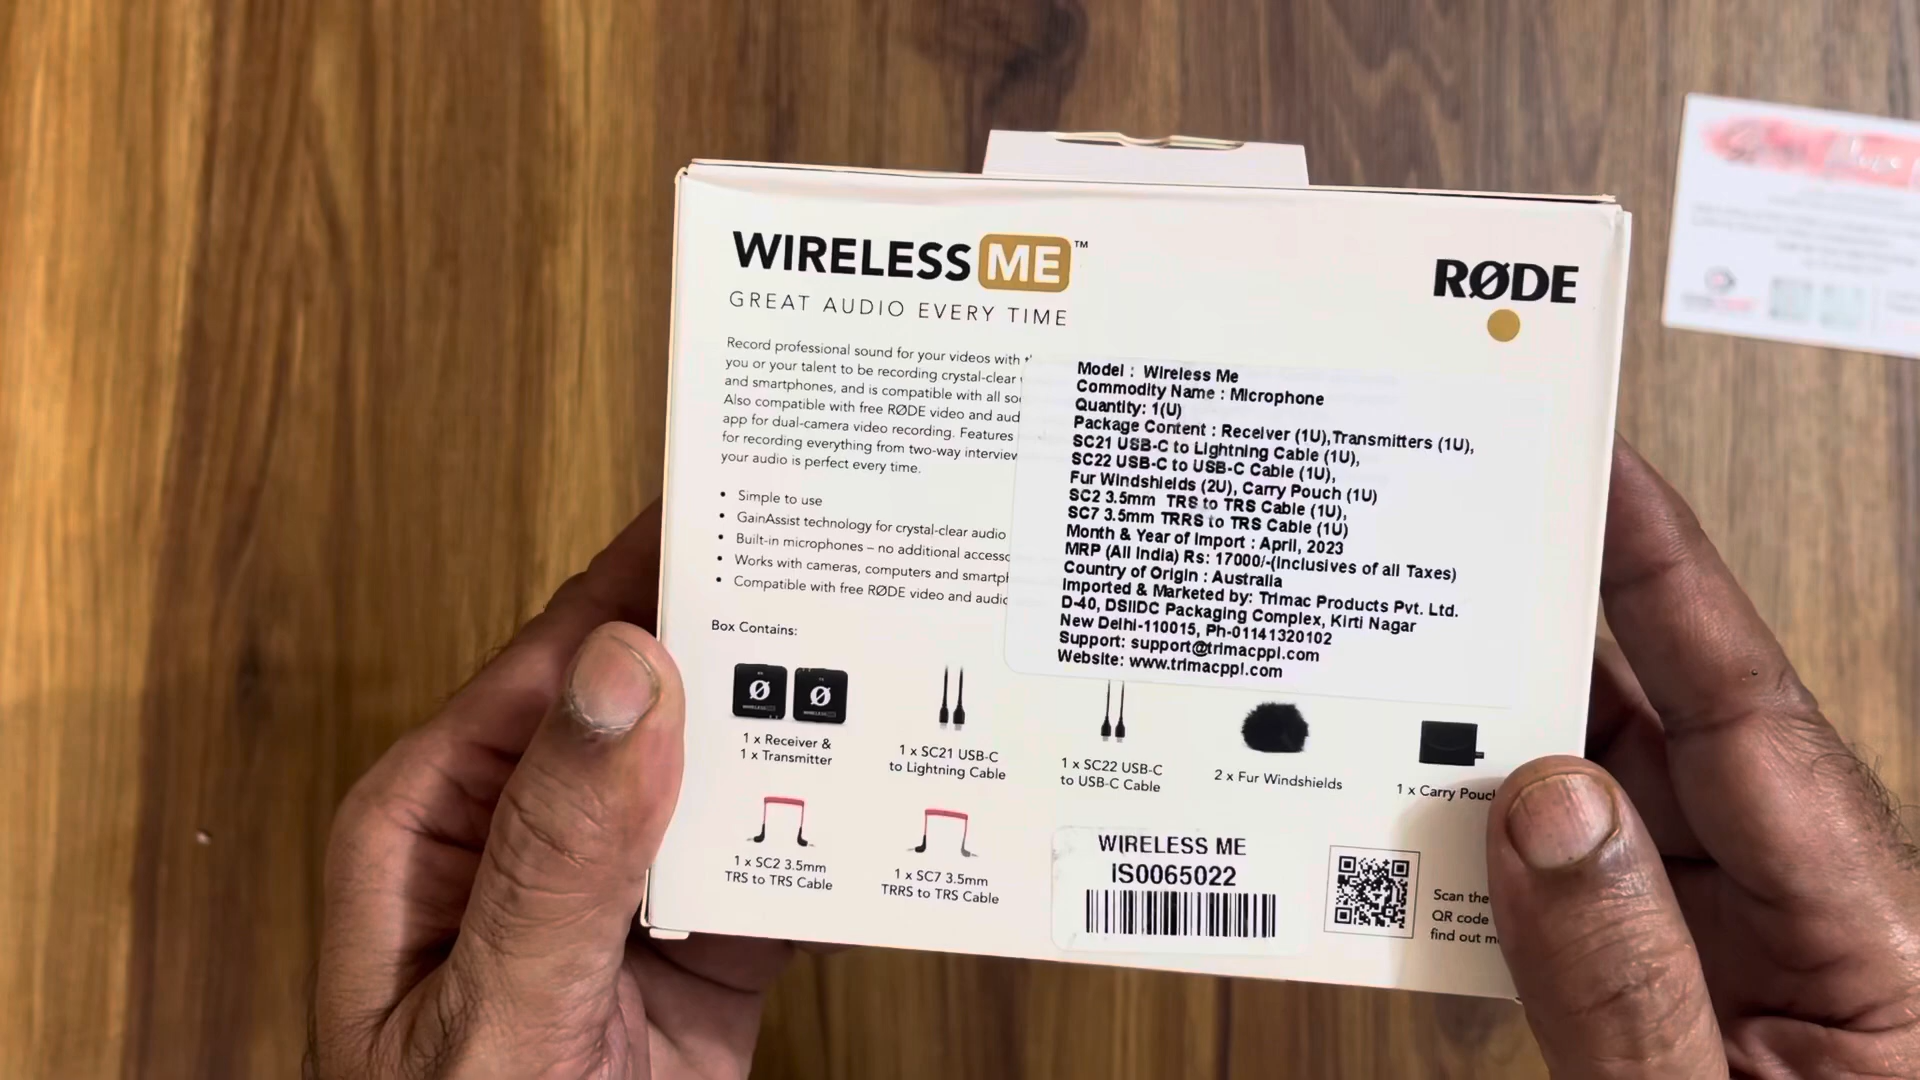 WIRELESS ME™
GREAT AUDIO EVERY TIME
RØDE
Record professional sound for your videos with
you or your talent to be recording crystal-clear
and smartphones, and is compatible with all
Also compatible with free RØDE video and
app for dual-camera video recording. Features
for recording everything from two-way
your audio is perfect every time.
• Simple to use
• GainAssist technology for crystal-clear audio
• Built-in microphones – no additional
• Works with cameras, computers and
• Compatible with free RØDE video and
Model : Wireless Me
Commodity Name : Microphone
Quantity: 1(U)
Package Content : Receiver (1U),Transmitters (1U),
SC21 USB-C to Lightning Cable (1U),
SC22 USB-C to USB-C Cable (1U),
Fur Windshields (2U), Carry Pouch (1U)
SC2 3.5mm TRS to TRS Cable (1U),
SC7 3.5mm TRRS to TRS Cable (1U)
Month & Year of Import : April, 2023
MRP (All India) Rs: 17000/-(Inclusives of all Taxes)
Country of Origin : Australia
Imported & Marketed by: Trimac Products Pvt. Ltd.
D-40, DSIIDC Packaging Complex, Kirti Nagar
New Delhi-110015, Ph-01141320102
Support: support@trimacppl.com
Website: www.trimacppl.com
Box Contains:
WIRELESS
WIRELESS
1 x Receiver &
1 x Transmitter
1 x SC21 USB-C
to Lightning Cable
1 x SC22 USB-C
to USB-C Cable
2 x Fur Windshields
1 x Carry
1 x SC2 3.5mm
TRS to TRS Cable
1 x SC7 3.5mm
TRRS to TRS Cable
WIRELESS ME
IS0065022
Scan the
QR code
find out